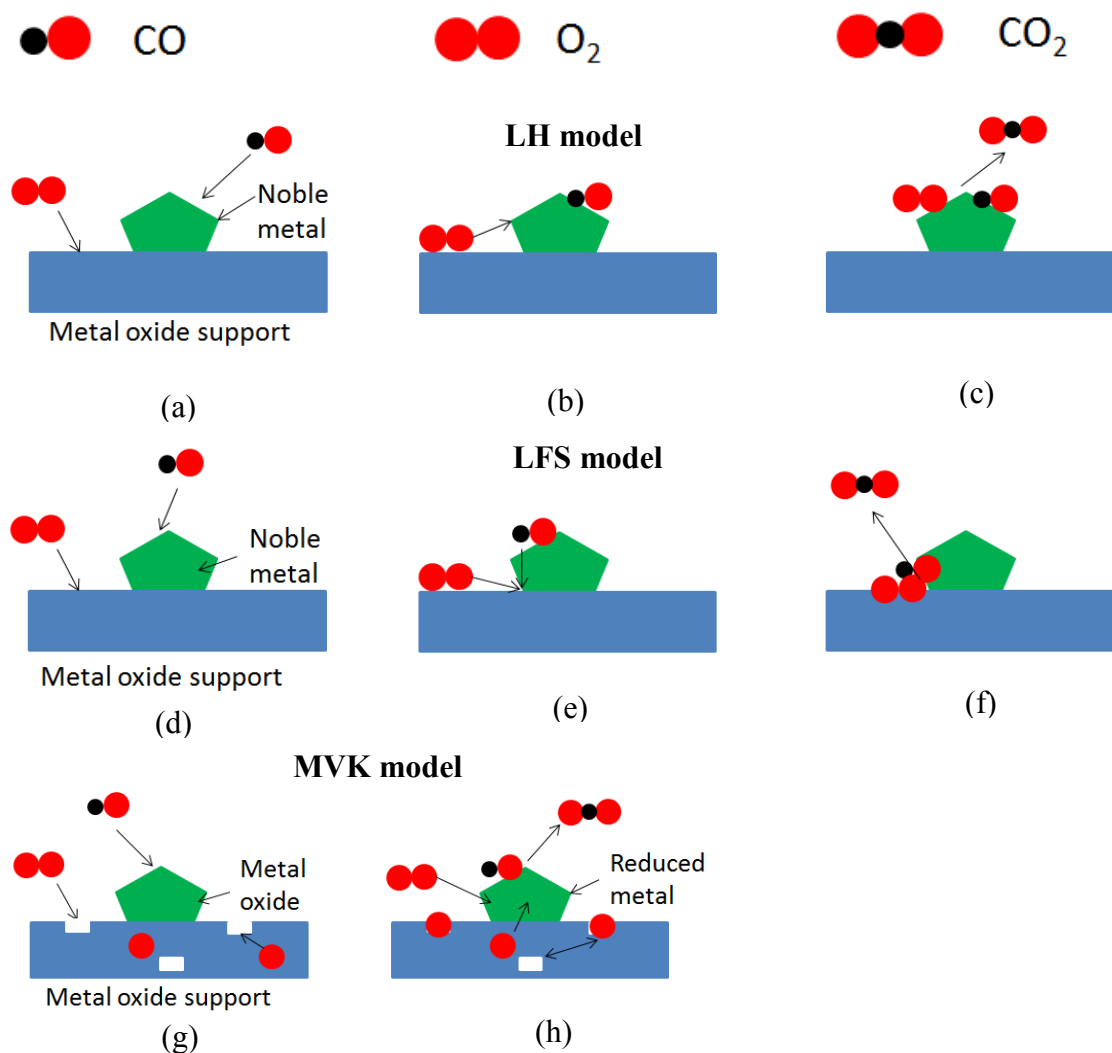 CO
O₂
CO₂
LH model
Noble
metal
Metal oxide support
(a)
(b)
(c)
LFS model
Noble
metal
Metal oxide support
(d)
(e)
(f)
MVK model
Metal
oxide
Reduced
metal
Metal oxide support
(g)
(h)